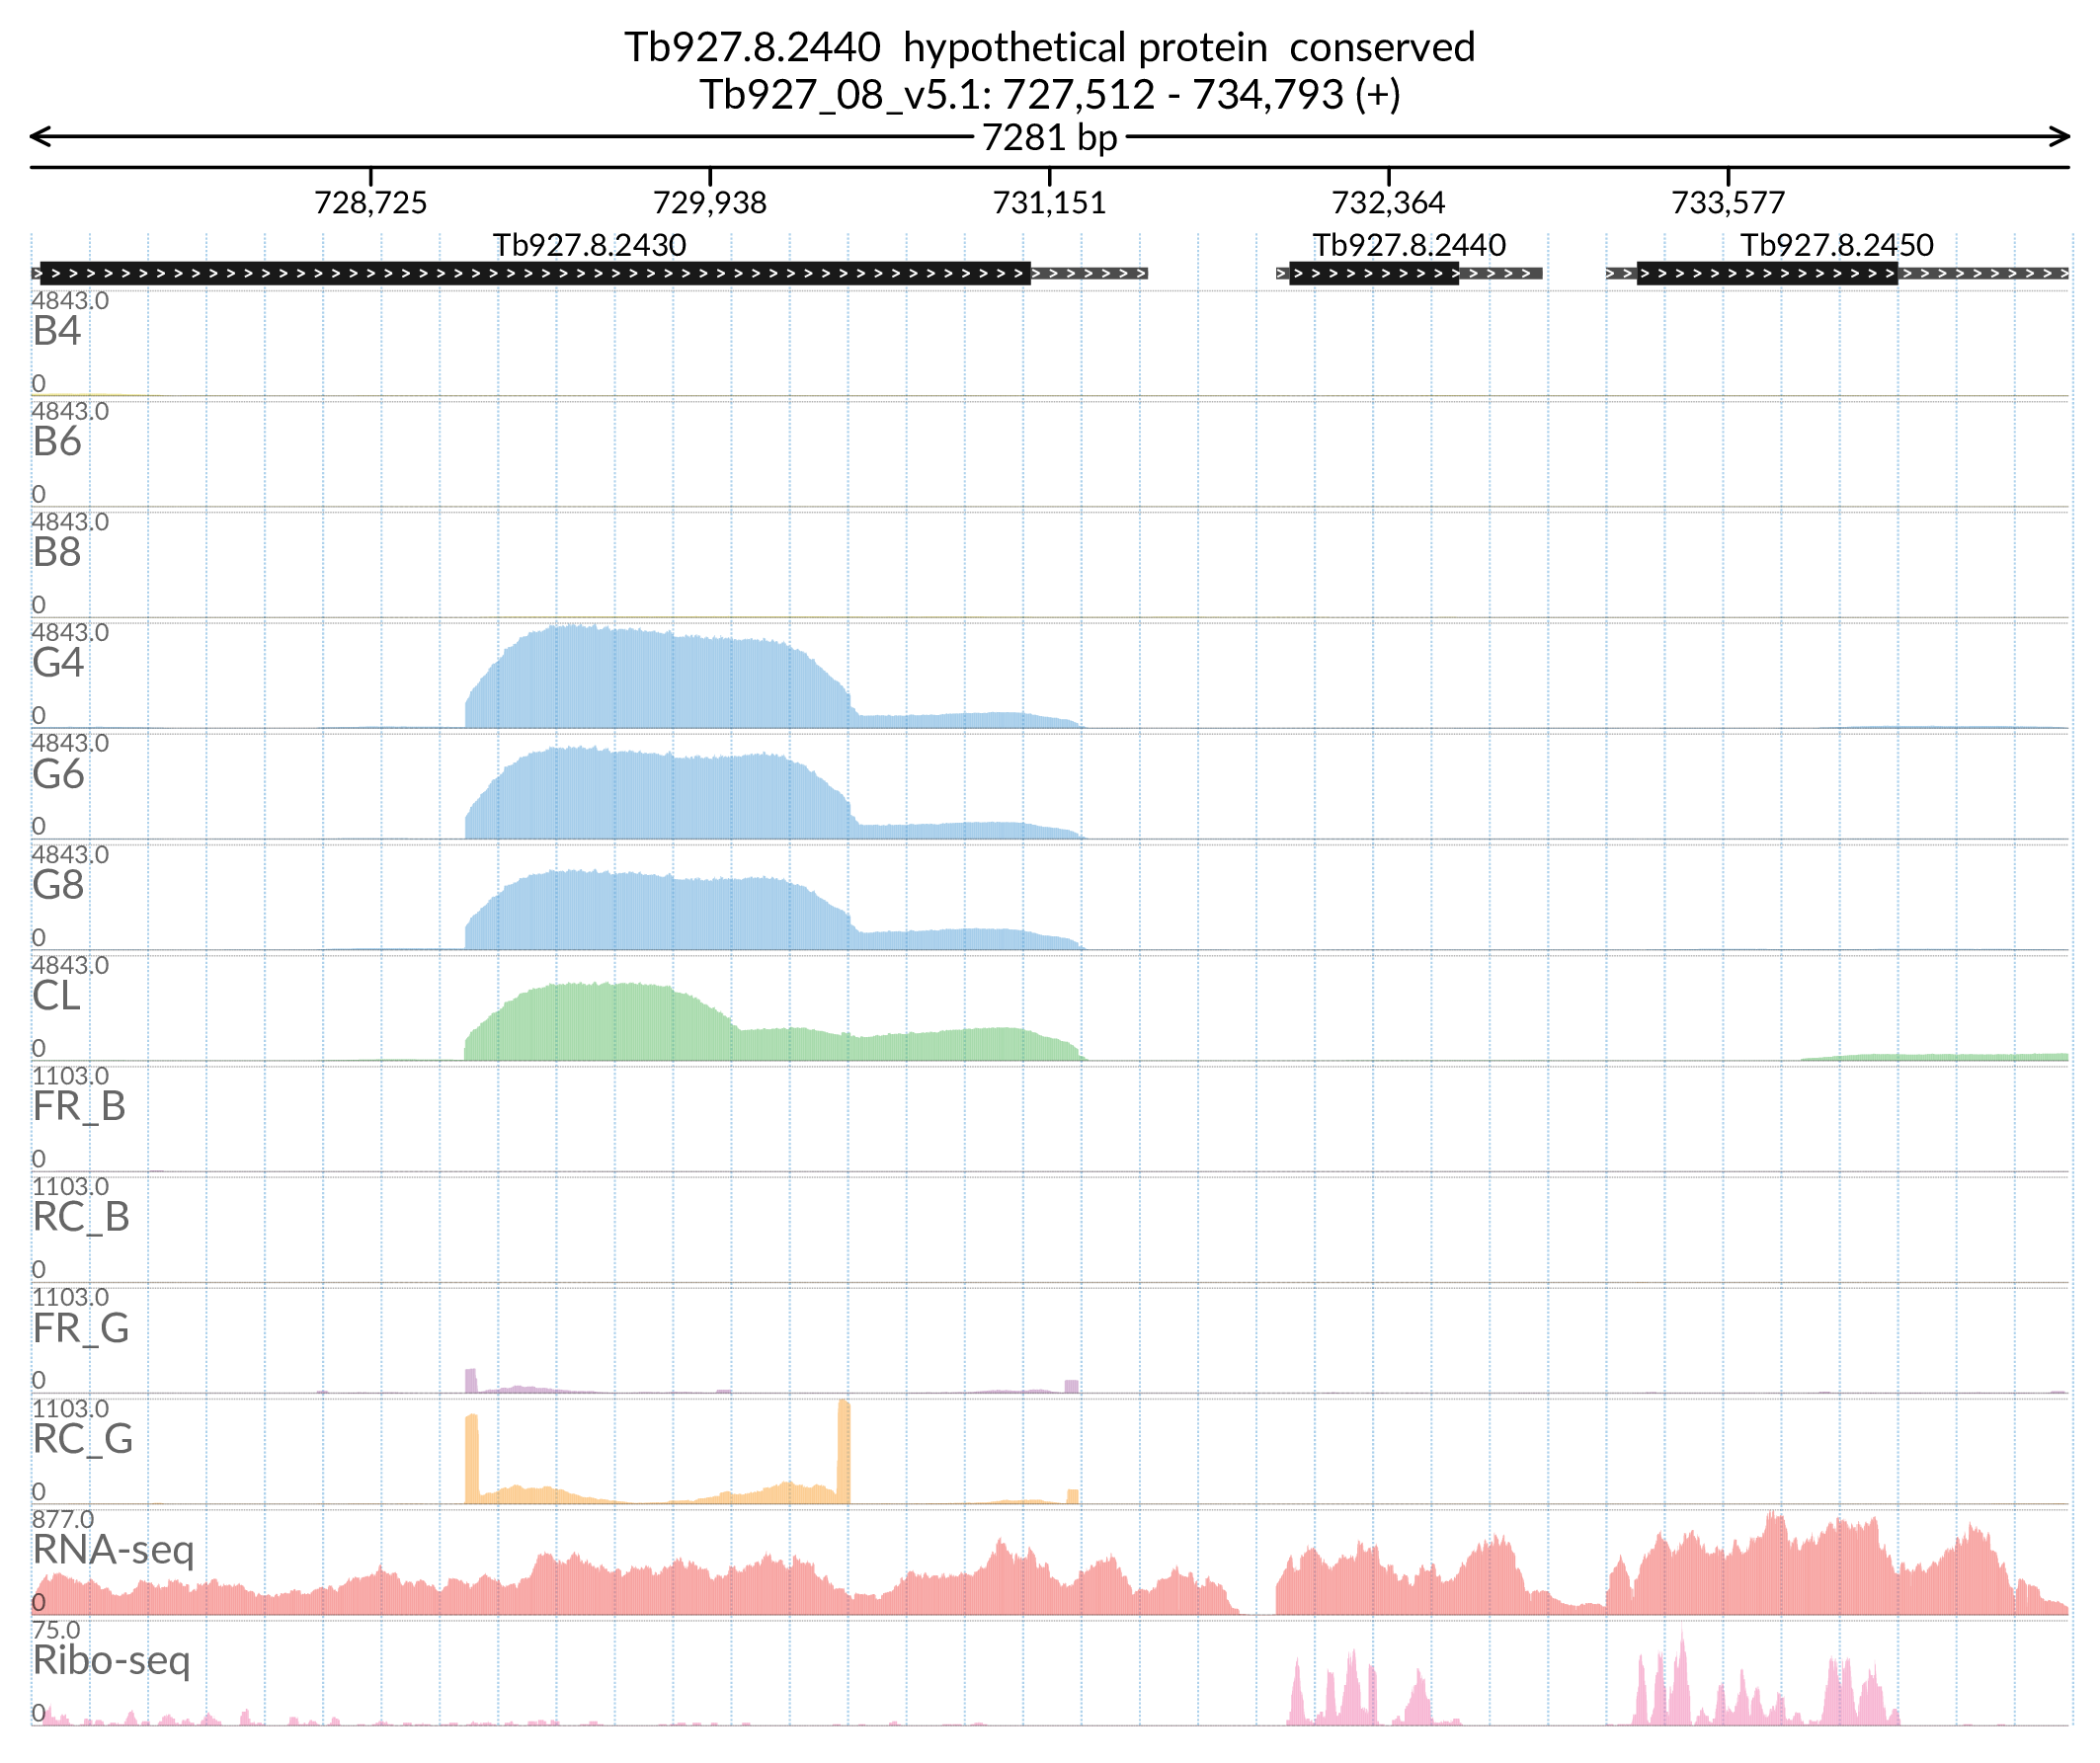 Tb927.8.2440  hypothetical protein  conserved
Tb927_08_v5.1: 727,512 - 734,793 (+)
7281 bp
728,725 729,938 731,151 732,364 733,577
Tb927.8.2430 Tb927.8.2440 Tb927.8.2450
4843.0
B4
0
4843.0
B6
0
4843.0
B8
0
4843.0
G4
0
4843.0
G6
0
4843.0
G8
0
4843.0
CL
0
1103.0
FR_B
0
1103.0
RC_B
0
1103.0
FR_G
0
1103.0
RC_G
0
877.0
RNA-seq
0
75.0
Ribo-seq
0